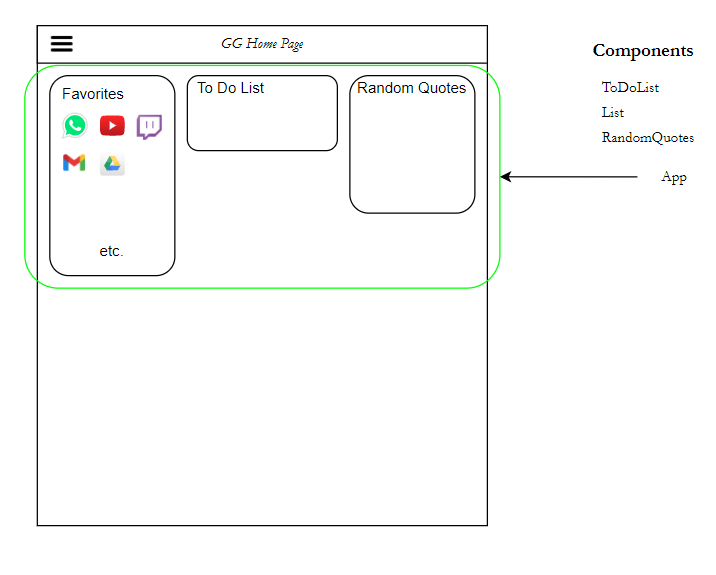 GG Home Page
Favorites
etc.
To Do List
Random Quotes
Components
ToDoList
List
RandomQuotes
App